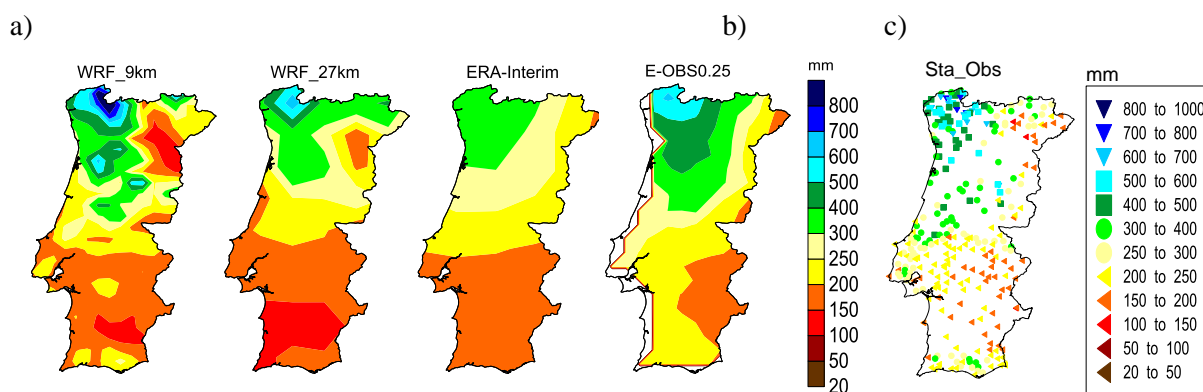 a)
b)
c)
WRF_9km
WRF_27km
ERA-Interim
E-OBS0.25
Sta_Obs
mm
800
700
600
500
400
300
250
200
150
100
50
20
mm
800 to 1000
700 to 800
600 to 700
500 to 600
400 to 500
300 to 400
250 to 300
200 to 250
150 to 200
100 to 150
50 to 100
20 to 50